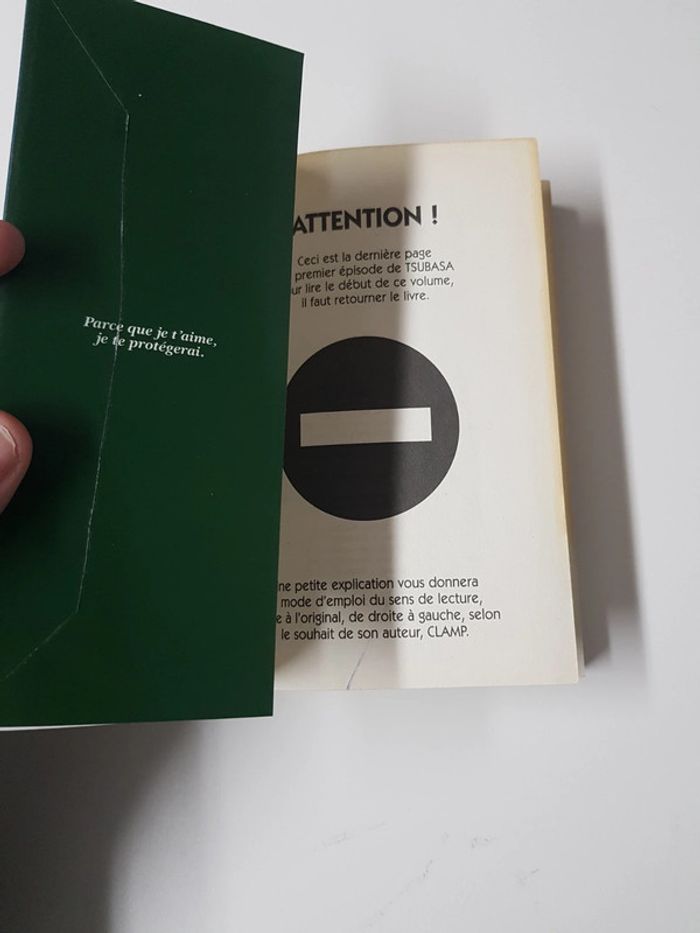 Parce que je t'aime,
je te protégerai.
ATTENTION !
Ceci est la dernière page
premier épisode de TSUBASA
lire le début de ce volume,
il faut retourner le livre.
petite explication vous donnera
mode d'emploi du sens de lecture,
à l'original, de droite à gauche, selon
le souhait de son auteur, CLAMP.